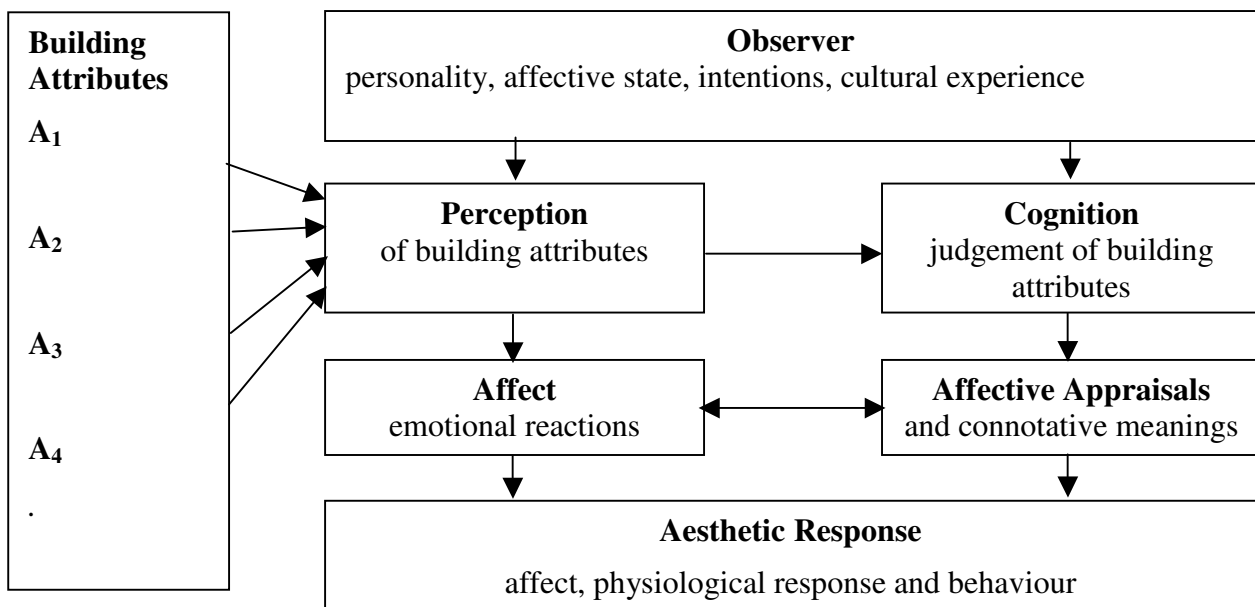 Building
Attributes
A₁
A₂
A₃
A₄
.
Observer
personality, affective state, intentions, cultural experience
Perception
of building attributes
Cognition
judgement of building
attributes
Affect
emotional reactions
Affective Appraisals
and connotative meanings
Aesthetic Response
affect, physiological response and behaviour